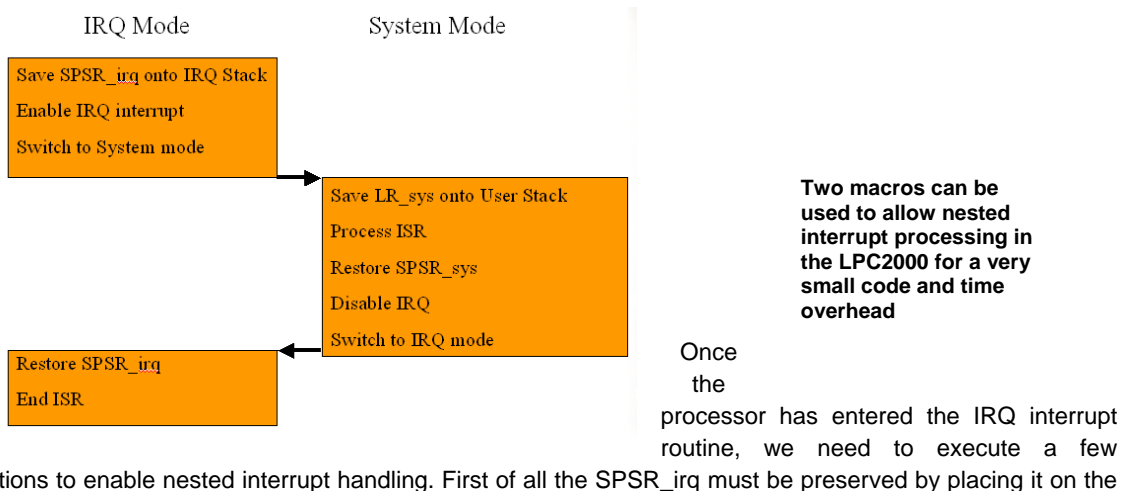 IRQ Mode
System Mode
Save SPSR_irq onto IRQ Stack
Enable IRQ interrupt
Switch to System mode
Save LR_sys onto User Stack
Process ISR
Restore SPSR_sys
Disable IRQ
Switch to IRQ mode
Restore SPSR_irq
End ISR
Two macros can be
used to allow nested
interrupt processing in
the LPC2000 for a very
small code and time
overhead
Once
the
processor has entered the IRQ interrupt
routine, we need to execute a few
tions to enable nested interrupt handling. First of all the SPSR_irq must be preserved by placing it on the